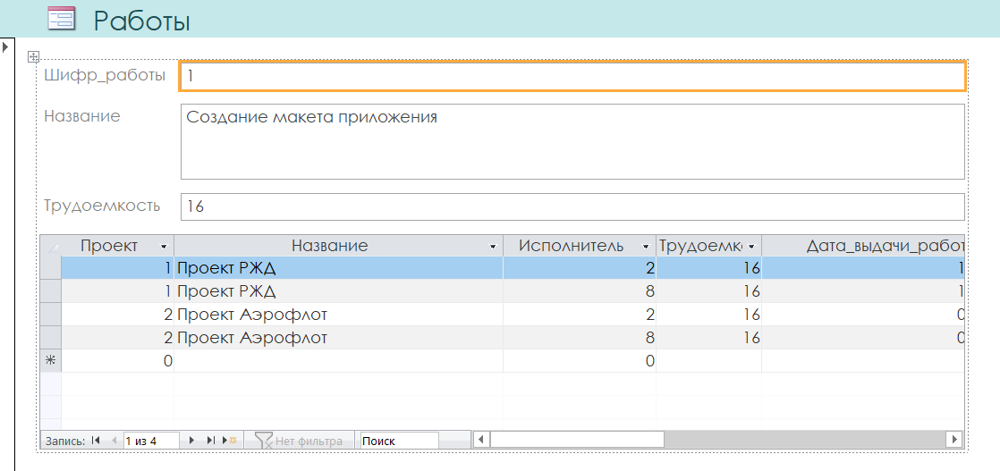 Работы
Шифр_работы 1
Название Создание макета приложения
Трудоемкость 16
Проект Название Исполнитель Трудоемк Дата_выдачи_работ
1 Проект РЖД 2 16 1
1 Проект РЖД 8 16 1
2 Проект Аэрофлот 2 16 0
2 Проект Аэрофлот 8 16 0
0 0
Запись: 1 из 4 Нет фильтра Поиск